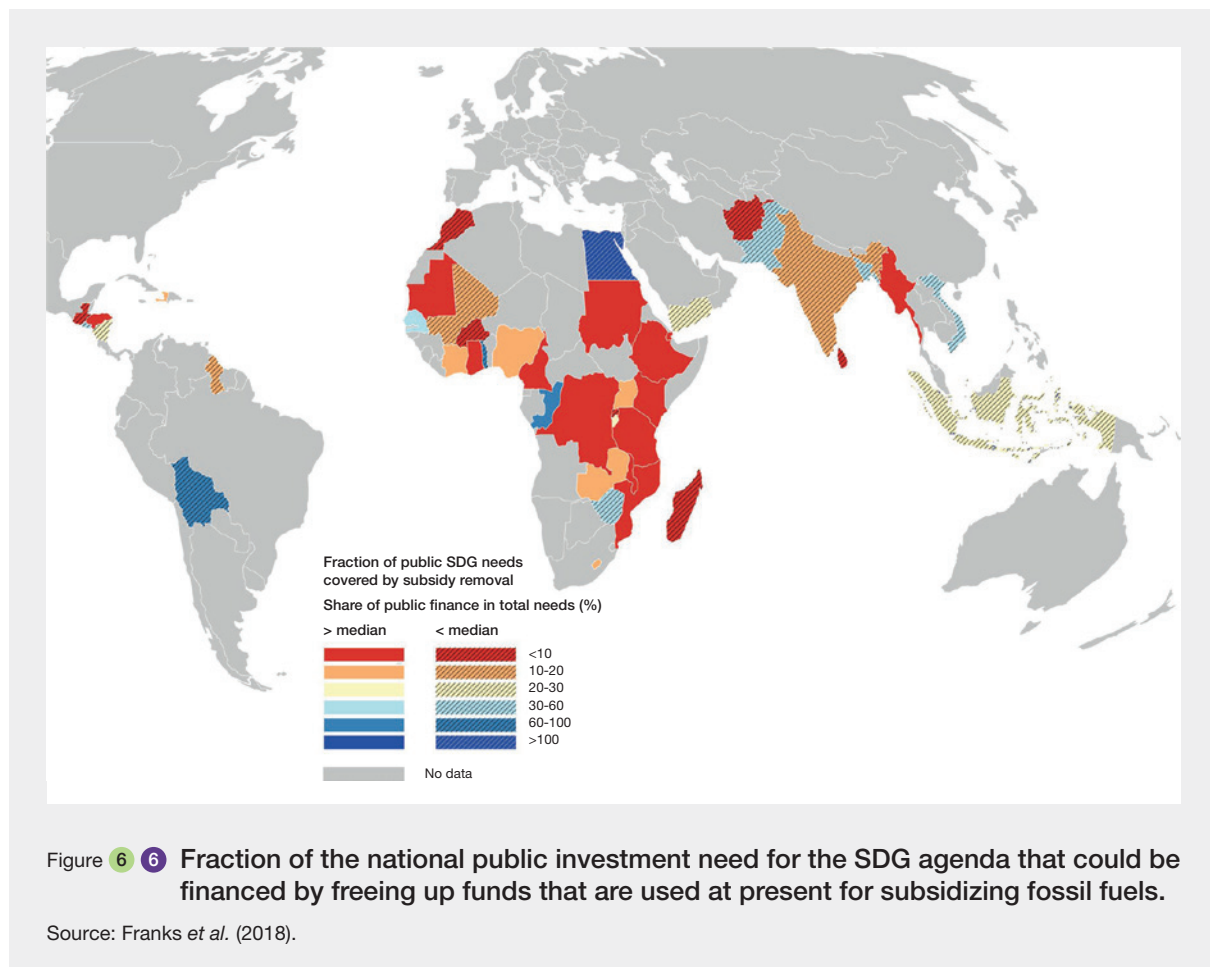 Fraction of public SDG needs
covered by subsidy removal
Share of public finance in total needs (%)
> median < median
<10
10-20
20-30
30-60
60-100
>100
No data
Figure 6 6 Fraction of the national public investment need for the SDG agenda that could be
financed by freeing up funds that are used at present for subsidizing fossil fuels.
Source: Franks et al. (2018).